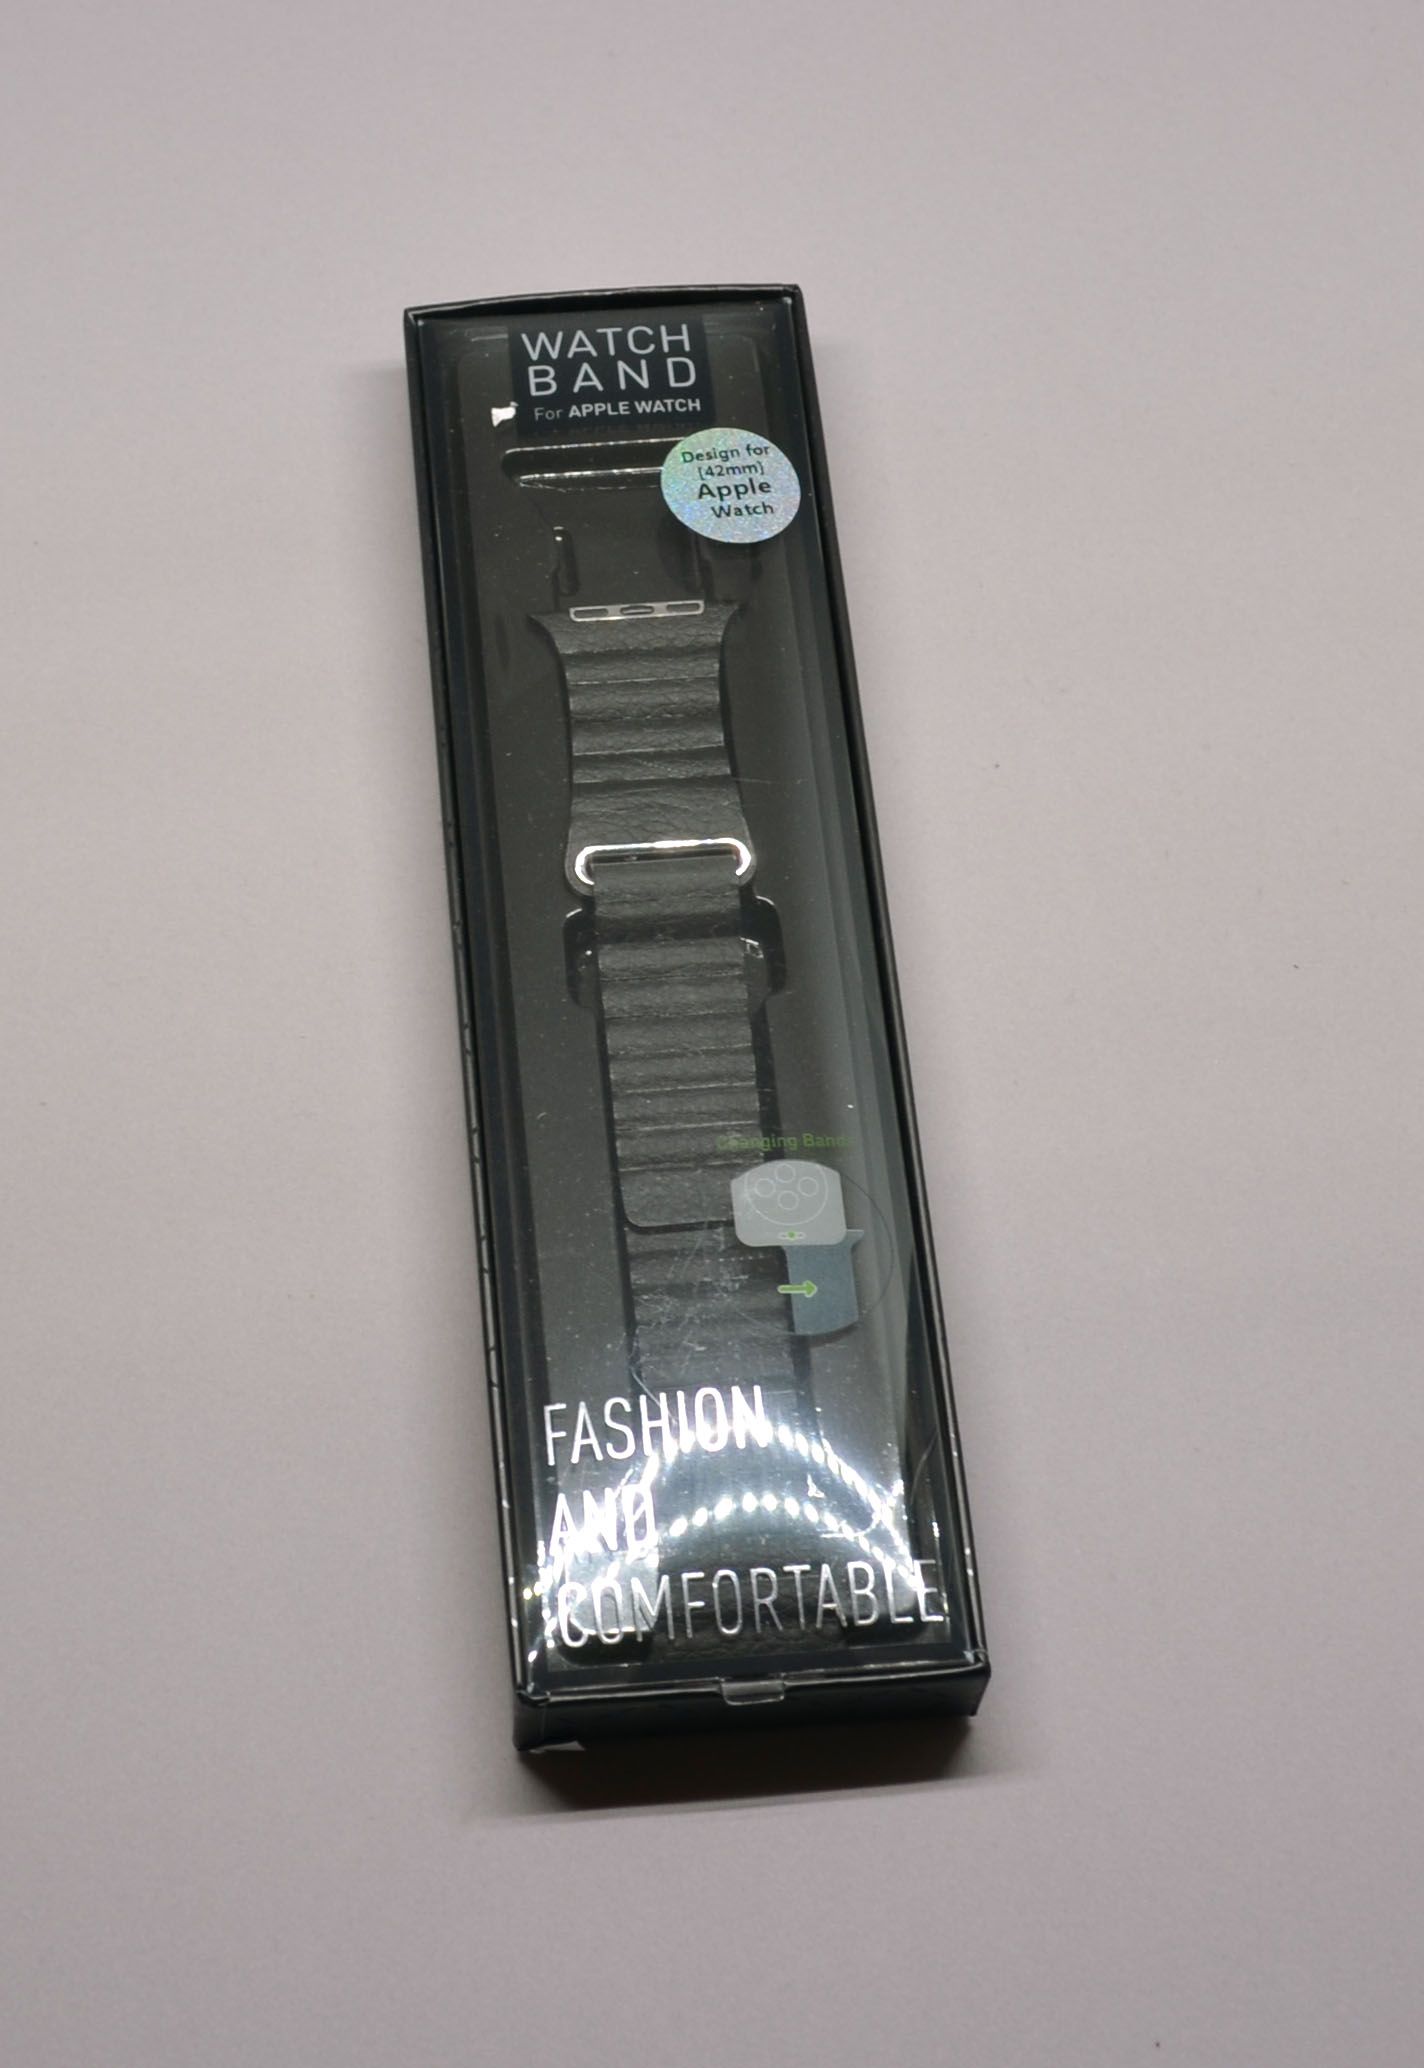 WATCH
BAND
For APPLE WATCH
Design for
(42mm)
Apple
Watch
Changing Bands
FASHION
AND
COMFORTABLE